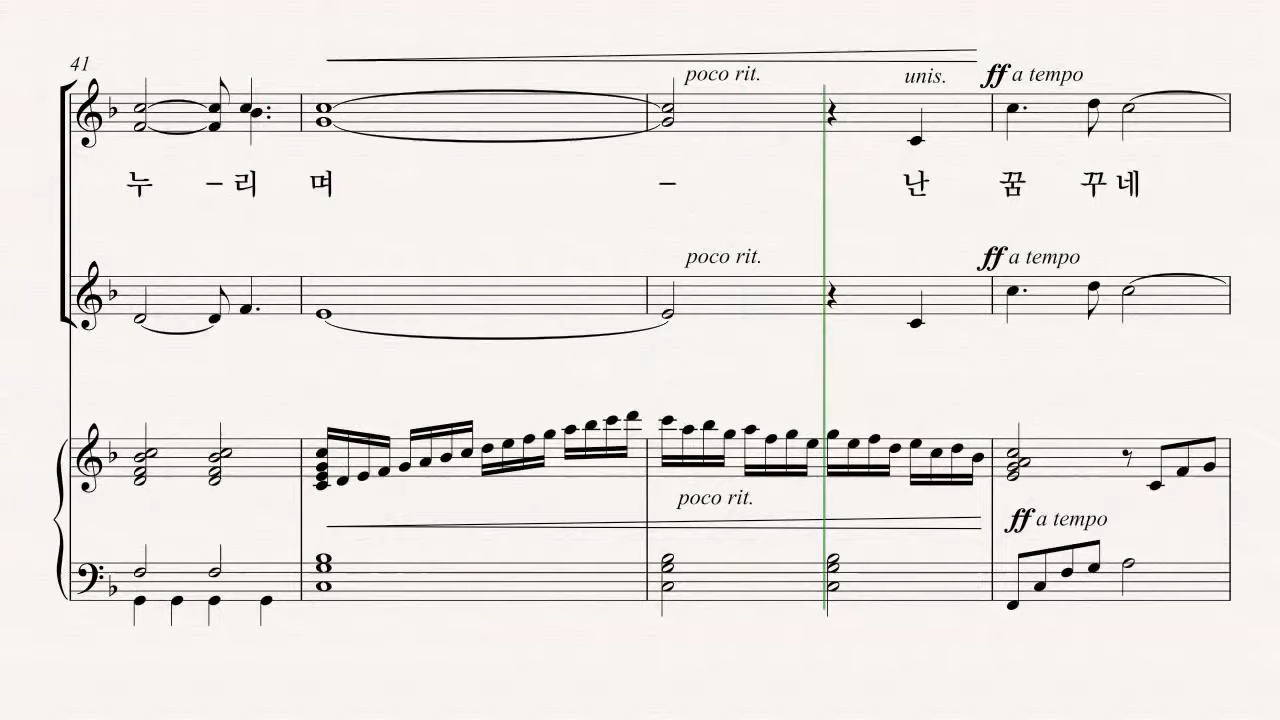 41
poco rit. unis. ff a tempo
누 – 리 며 – 난 꿈 꾸 네
poco rit. ff a tempo
poco rit.
ff a tempo